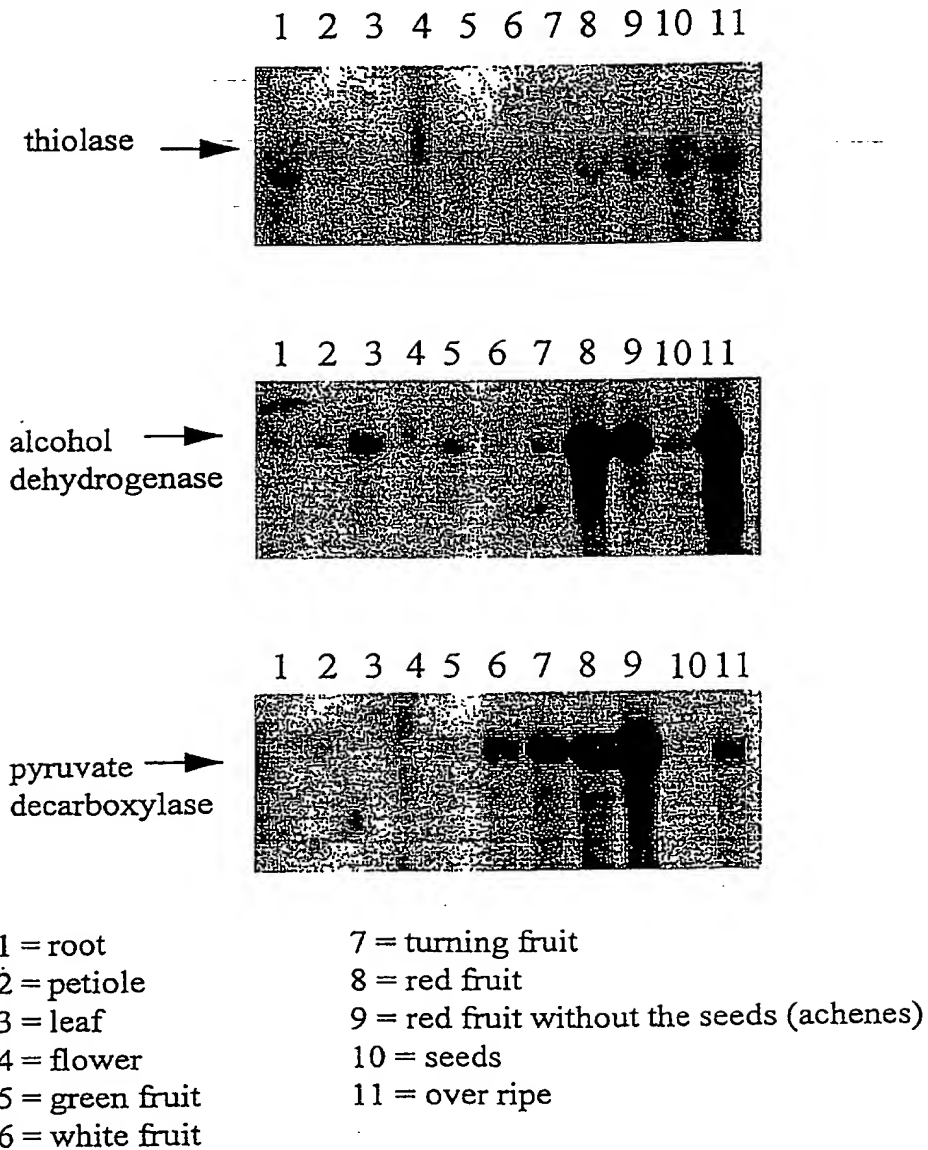 1 2 3 4 5 6 7 8 9 10 11
thiolase
1 2 3 4 5 6 7 8 9 10 11
alcohol
dehydrogenase
1 2 3 4 5 6 7 8 9 10 11
pyruvate
decarboxylase
1 = root
2 = petiole
3 = leaf
4 = flower
5 = green fruit
6 = white fruit
7 = turning fruit
8 = red fruit
9 = red fruit without the seeds (achenes)
10 = seeds
11 = over ripe